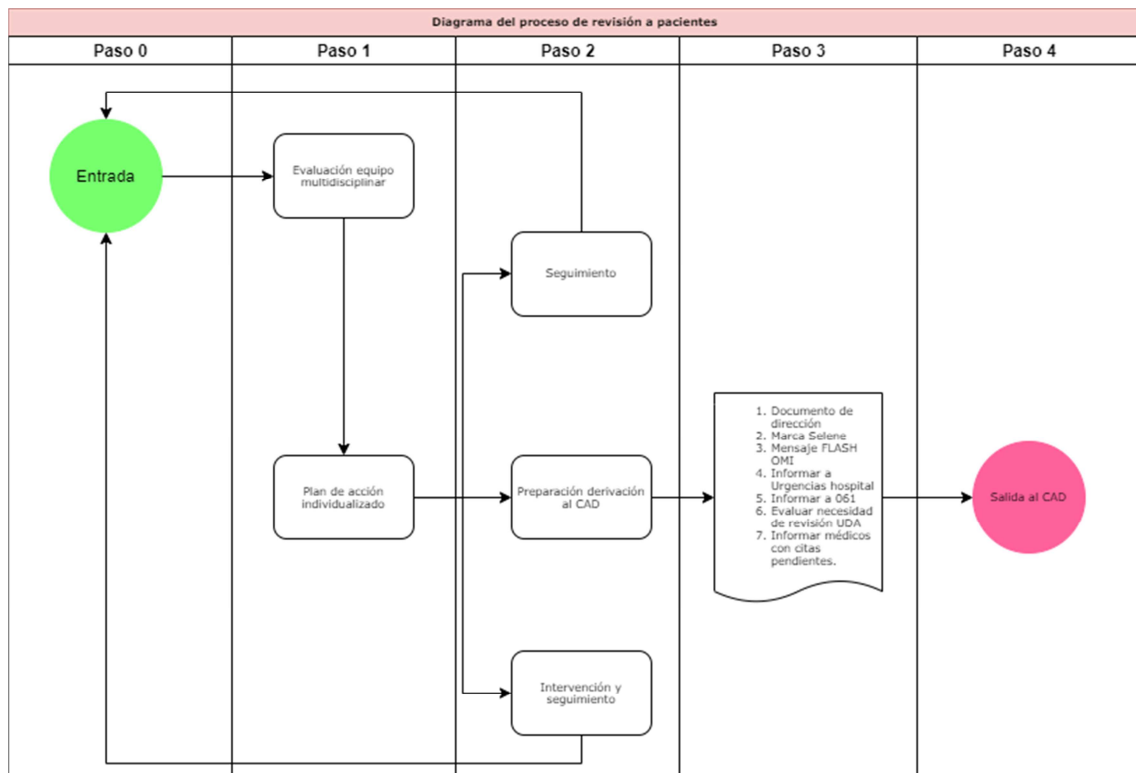 Diagrama del proceso de revisión a pacientes
Paso 0
Paso 1
Paso 2
Paso 3
Paso 4
Entrada
Evaluación equipo
multidisciplinar
Seguimiento
Plan de acción
individualizado
Preparación derivación
al CAD
1. Documento de
dirección
2. Marca Selene
3. Mensaje FLASH
OMI
4. Informar a
Urgencias hospital
5. Informar a 061
6. Evaluar necesidad
de revisión UDA
7. Informar médicos
con citas
pendientes.
Salida al CAD
Intervención y
seguimiento